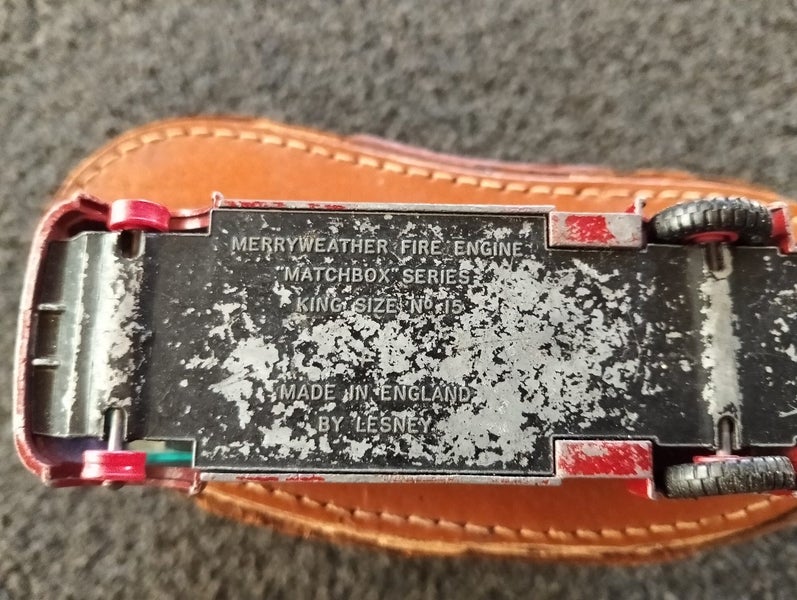 MERRYWEATHER FIRE ENGINE
MATCHBOX SERIES
KING SIZE Nº 15
MADE IN ENGLAND
BY LESNEY